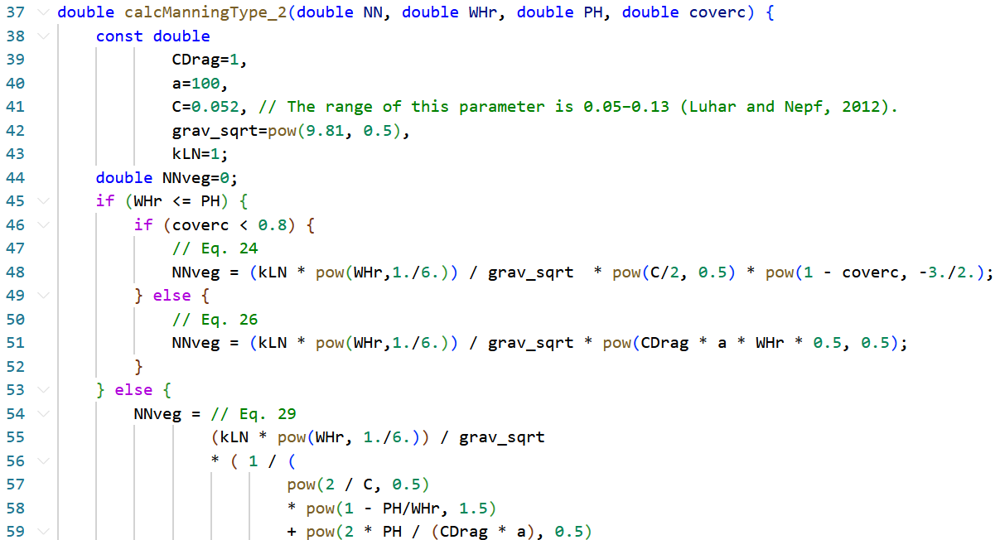 37 double calcManningType_2(double NN, double WHr, double PH, double coverc) {
38     const double
39             CDrag=1,
40             a=100,
41             C=0.052, // The range of this parameter is 0.05–0.13 (Luhar and Nepf, 2012).
42             grav_sqrt=pow(9.81, 0.5),
43             kLN=1;
44     double NNveg=0;
45     if (WHr <= PH) {
46         if (coverc < 0.8) {
47             // Eq. 24
48             NNveg = (kLN * pow(WHr,1./6.)) / grav_sqrt  * pow(C/2, 0.5) * pow(1 - coverc, -3./2.);
49         } else {
50             // Eq. 26
51             NNveg = (kLN * pow(WHr,1./6.)) / grav_sqrt * pow(CDrag * a * WHr * 0.5, 0.5);
52         }
53     } else {
54         NNveg = // Eq. 29
55                 (kLN * pow(WHr, 1./6.)) / grav_sqrt
56                 * ( 1 / (
57                         pow(2 / C, 0.5)
58                         * pow(1 - PH/WHr, 1.5)
59                         + pow(2 * PH / (CDrag * a), 0.5)